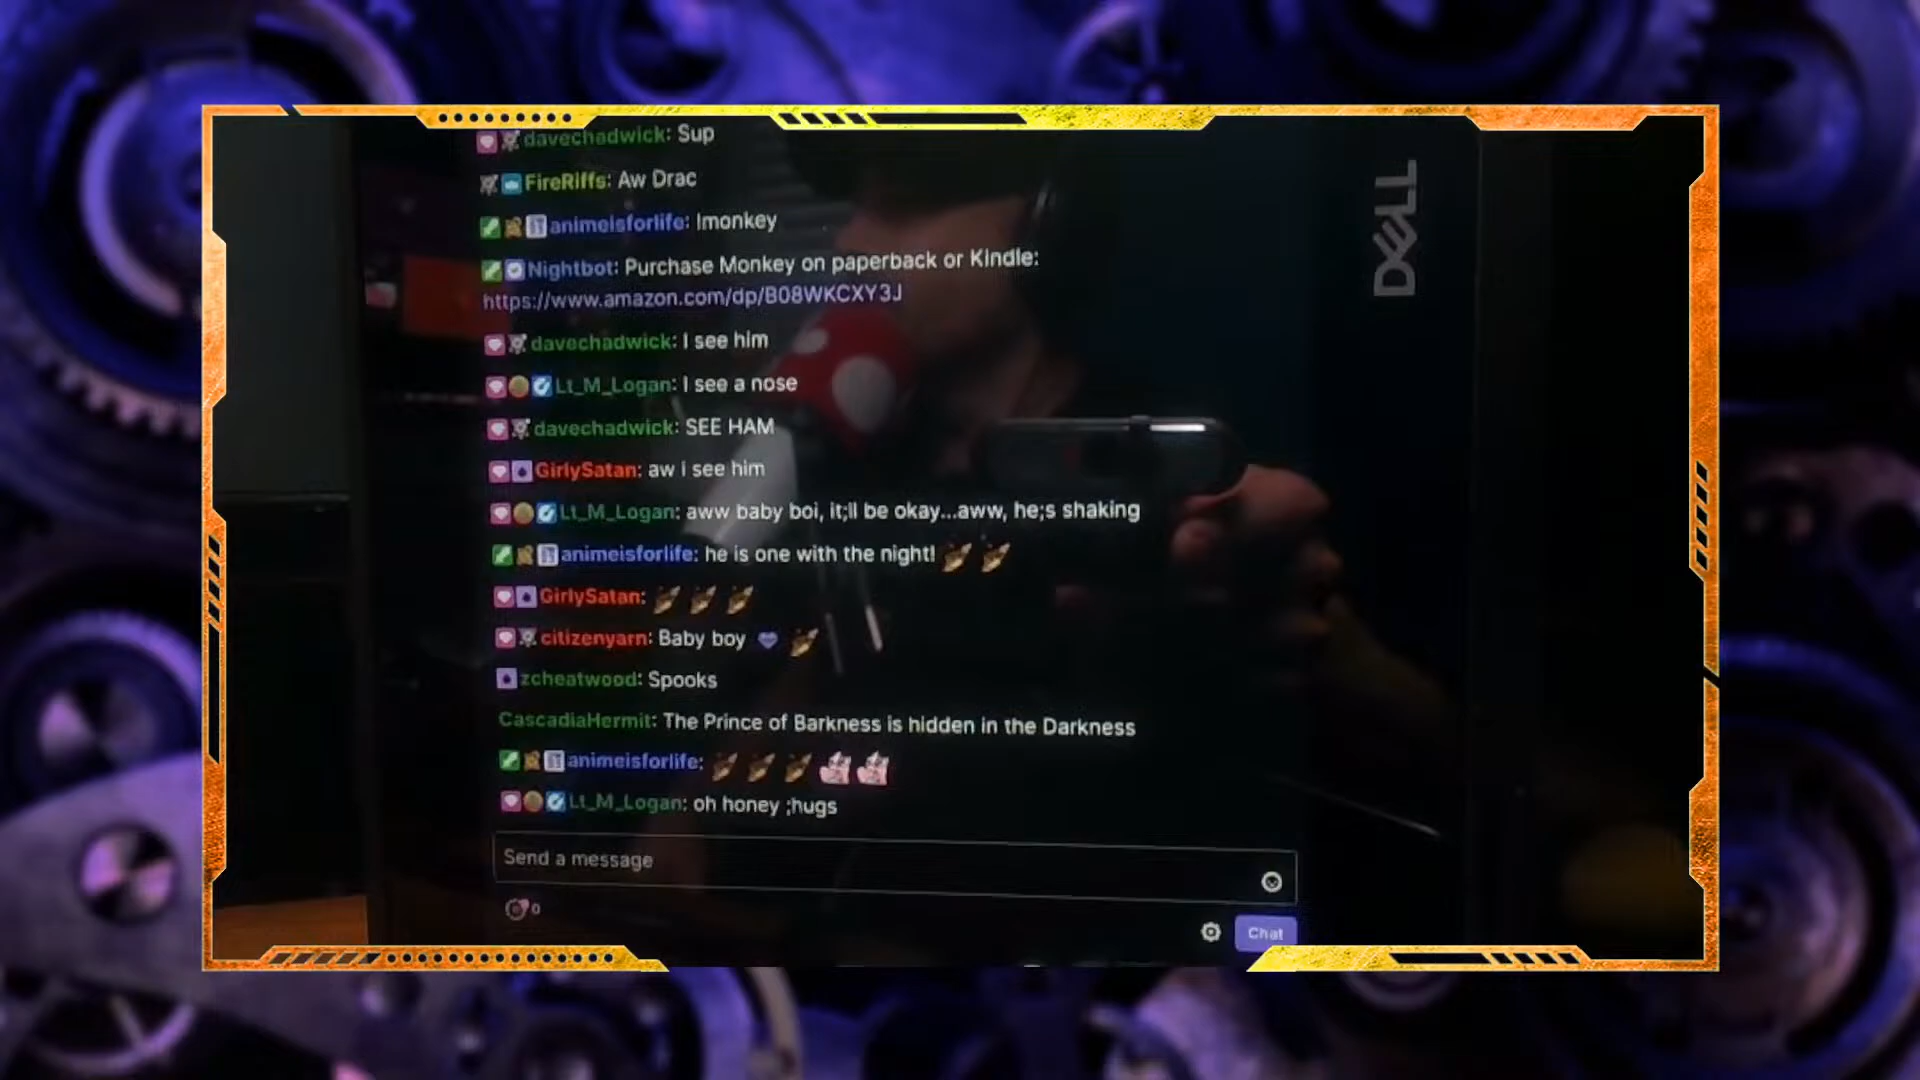 davechadwick: Sup
DELL
FireRiffs: Aw Drac
animeisforlife: !monkey
Nightbot: Purchase Monkey on paperback or Kindle:
https://www.amazon.com/dp/B08WKCXY3J
davechadwick: I see him
Lt_M_Logan: I see a nose
davechadwick: SEE HAM
GirlySatan: aw i see him
Lt_M_Logan: aww baby boi, it;ll be okay...aww, he;s shaking
animeisforlife: he is one with the night!
GirlySatan:
citizenyarn: Baby boy
zcheatwood: Spooks
CascadiaHermit: The Prince of Barkness is hidden in the Darkness
animeisforlife:
Lt_M_Logan: oh honey ;hugs
Send a message
0
Chat